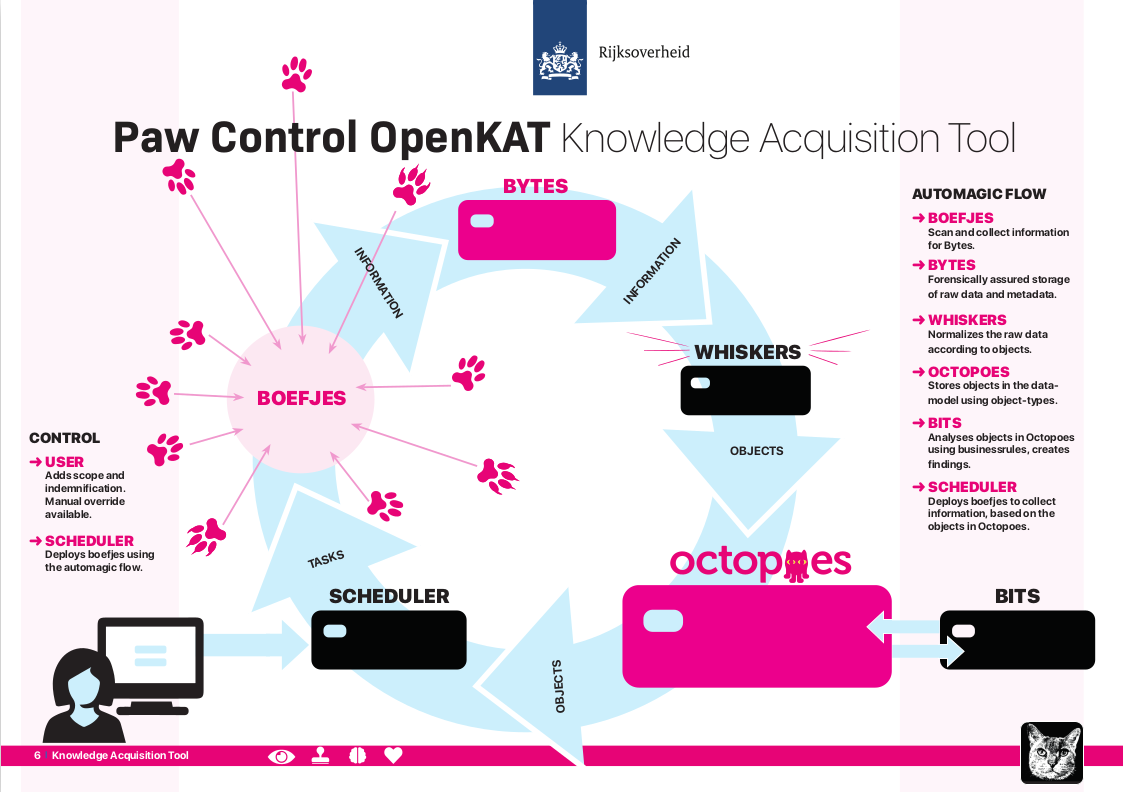 Rijksoverheid
Paw Control OpenKAT Knowledge Acquisition Tool
BYTES
INFORMATION
INFORMATION
WHISKERS
BOEFJES
OBJECTS
TASKS
octopoes
SCHEDULER
BITS
OBJECTS
CONTROL
➔ USER
Adds scope and
indemnification.
Manual override
available.
➔ SCHEDULER
Deploys boefjes using
the automagic flow.
AUTOMAGIC FLOW
➔ BOEFJES
Scan and collect information
for Bytes.
➔ BYTES
Forensically assured storage
of raw data and metadata.
➔ WHISKERS
Normalizes the raw data
according to objects.
➔ OCTOPOES
Stores objects in the data-
model using object-types.
➔ BITS
Analyses objects in Octopoes
using businessrules, creates
findings.
➔ SCHEDULER
Deploys boefjes to collect
information, based on the
objects in Octopoes.
6 / Knowledge Acquisition Tool